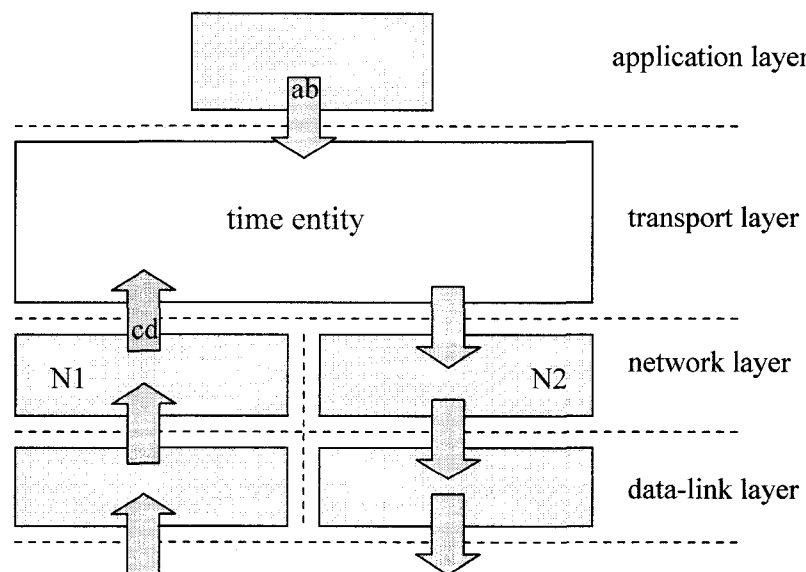 application layer
ab
time entity
transport layer
cd
N1
N2
network layer
data-link layer